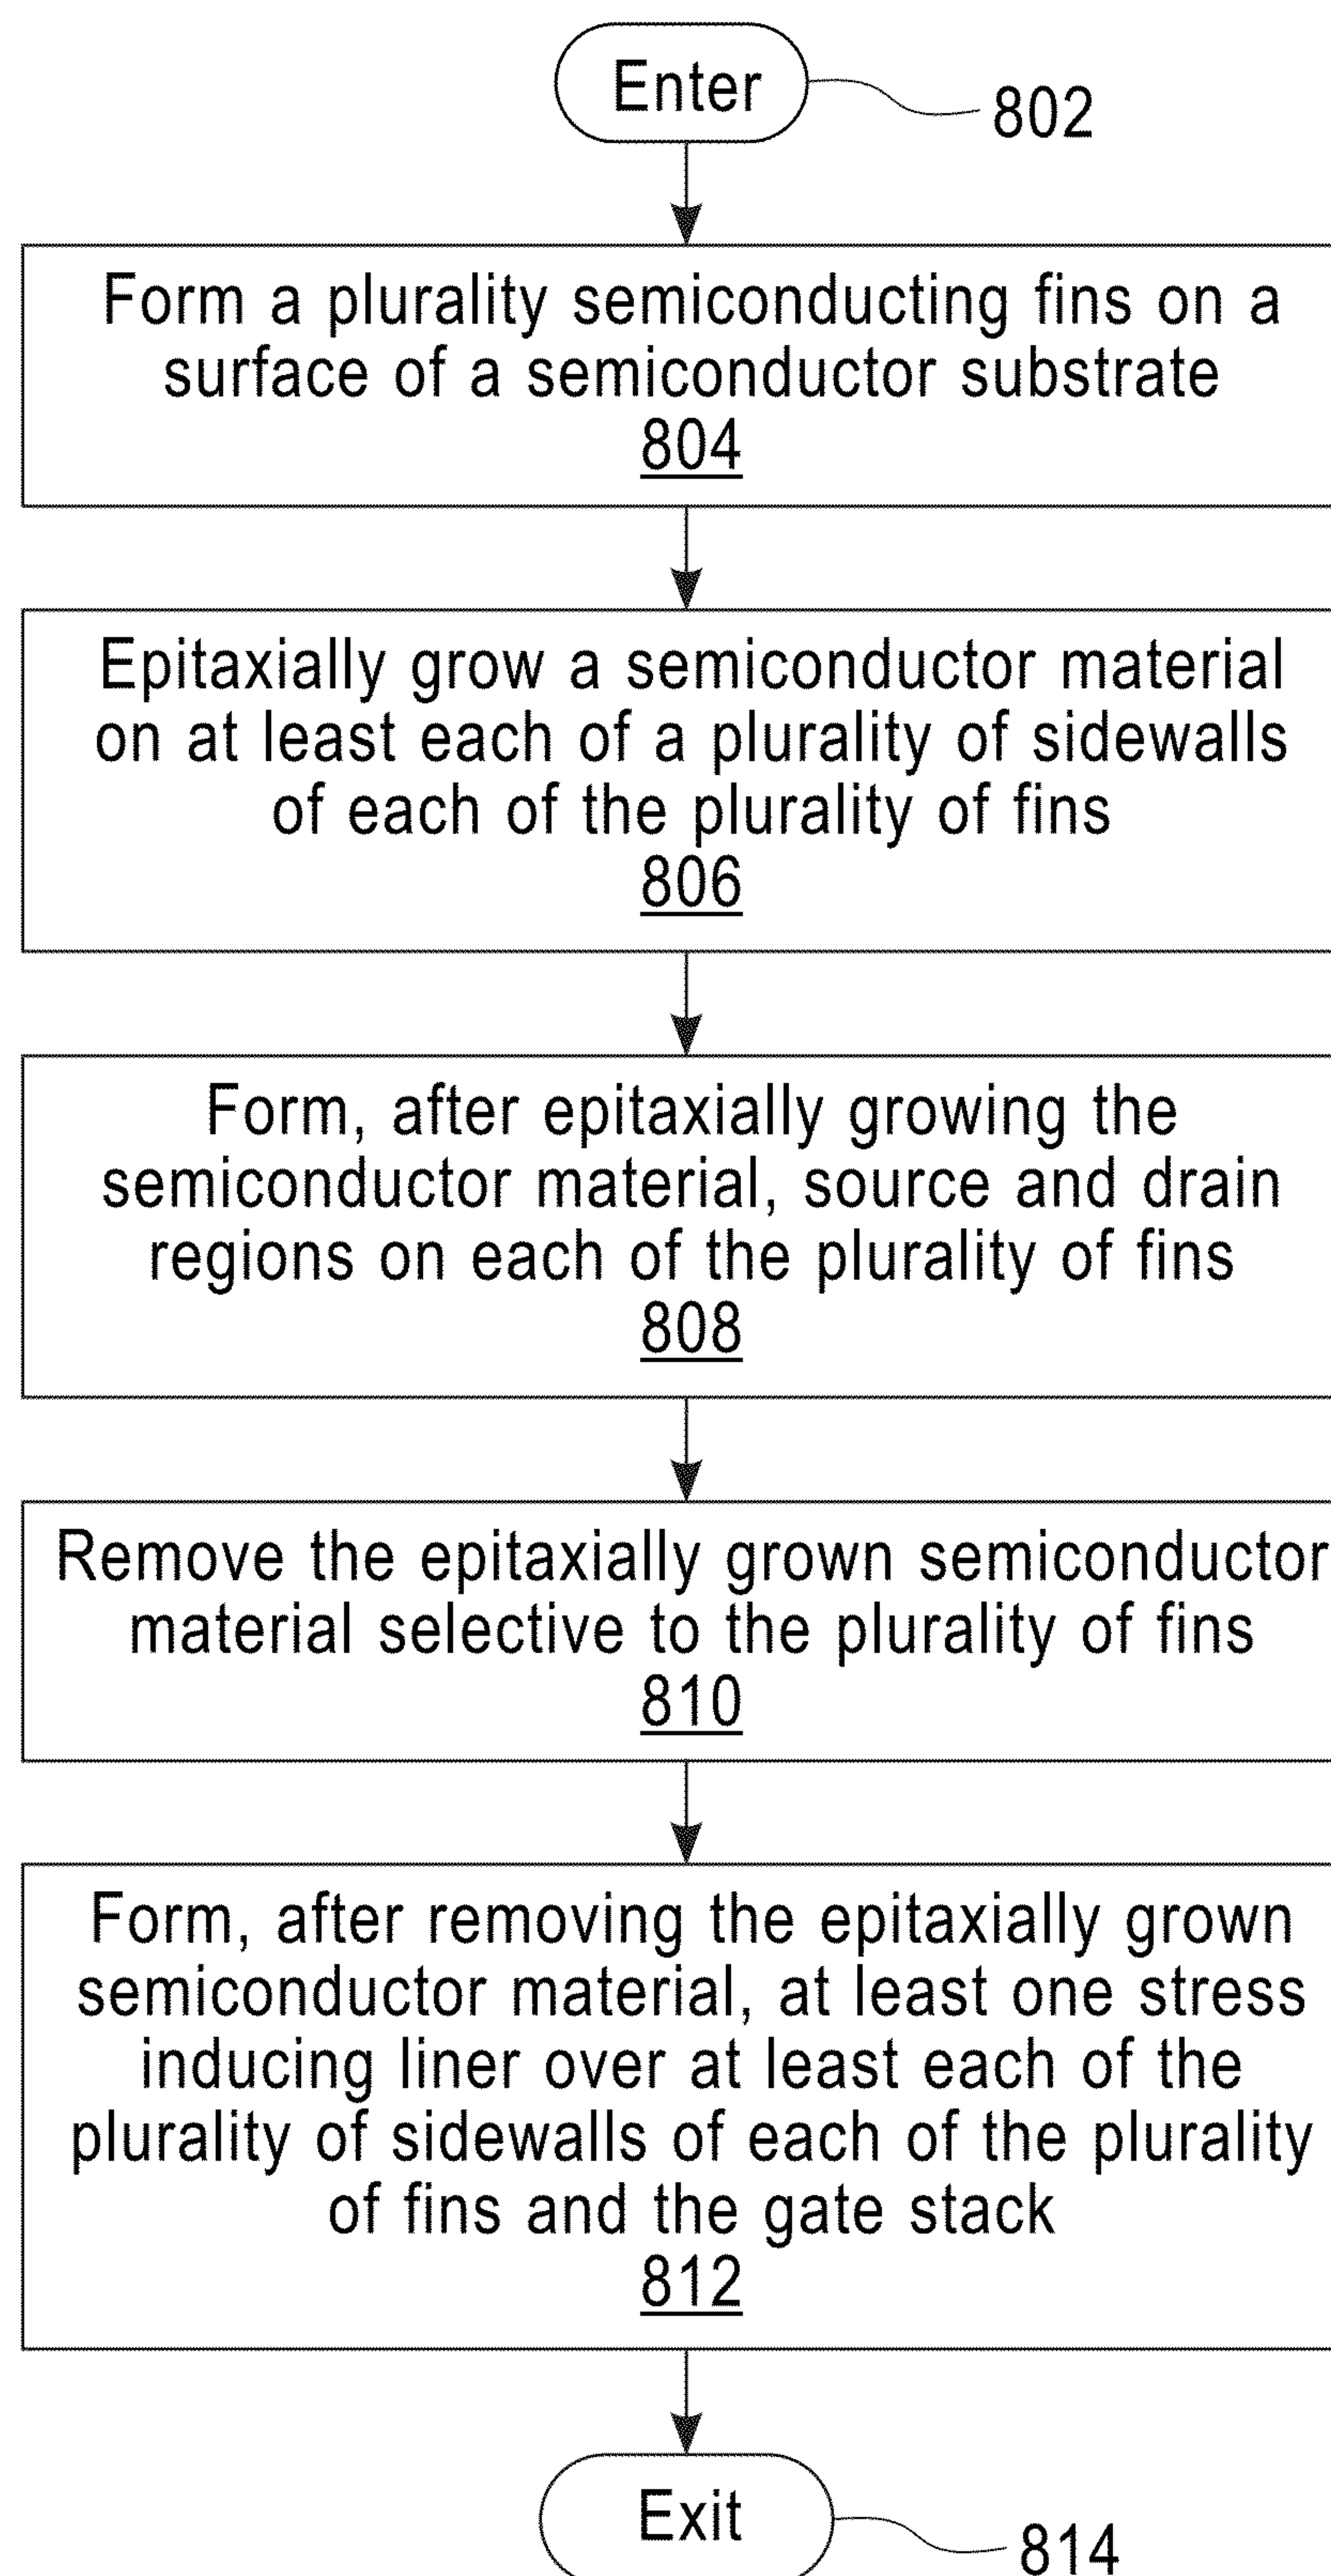 Enter
802
Form a plurality semiconducting fins on a
surface of a semiconductor substrate
804
Epitaxially grow a semiconductor material
on at least each of a plurality of sidewalls
of each of the plurality of fins
806
Form, after epitaxially growing the
semiconductor material, source and drain
regions on each of the plurality of fins
808
Remove the epitaxially grown semiconductor
material selective to the plurality of fins
810
Form, after removing the epitaxially grown
semiconductor material, at least one stress
inducing liner over at least each of the
plurality of sidewalls of each of the plurality
of fins and the gate stack
812
Exit
814